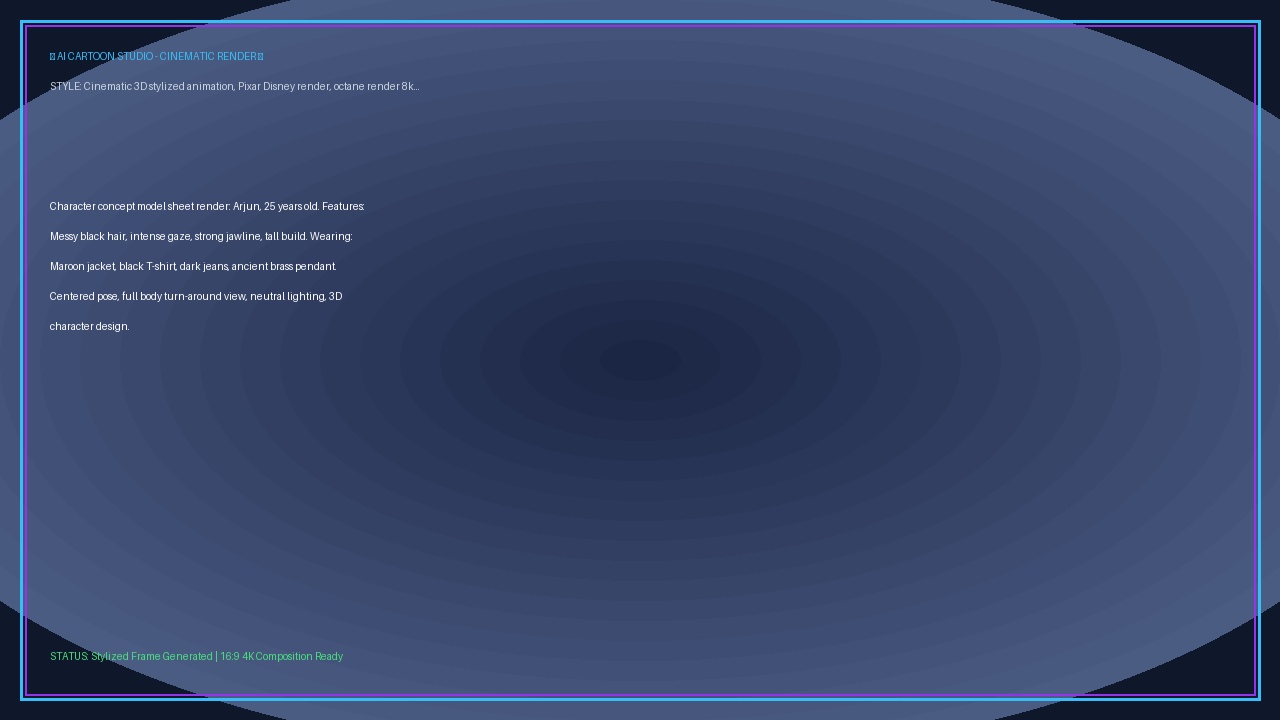 AI CARTOON STUDIO - CINEMATIC RENDER
STYLE: Cinematic 3D stylized animation, Pixar Disney render, octane render 8k...
Character concept model sheet render: Arjun, 25 years old. Features:
Messy black hair, intense gaze, strong jawline, tall build. Wearing:
Maroon jacket, black T-shirt, dark jeans, ancient brass pendant.
Centered pose, full body turn-around view, neutral lighting, 3D
character design.
STATUS: Stylized Frame Generated | 16:9 4K Composition Ready